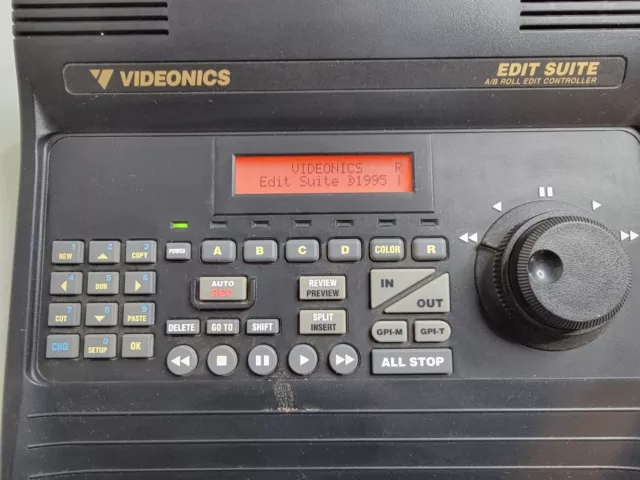 VIDEONICS
EDIT SUITE
A/B ROLL EDIT CONTROLLER
VIDEONICS R
Edit Suite ©1995 I
1 2 3
NEW COPY POWER A B C D COLOR R
4 5 6
DUB
AUTO
REVIEW
PREVIEW
IN
OUT
7 8 9
CUT PASTE
DELETE GO TO SHIFT
SPLIT
INSERT
GPI-M GPI-T
0
CHG SETUP OK
ALL STOP